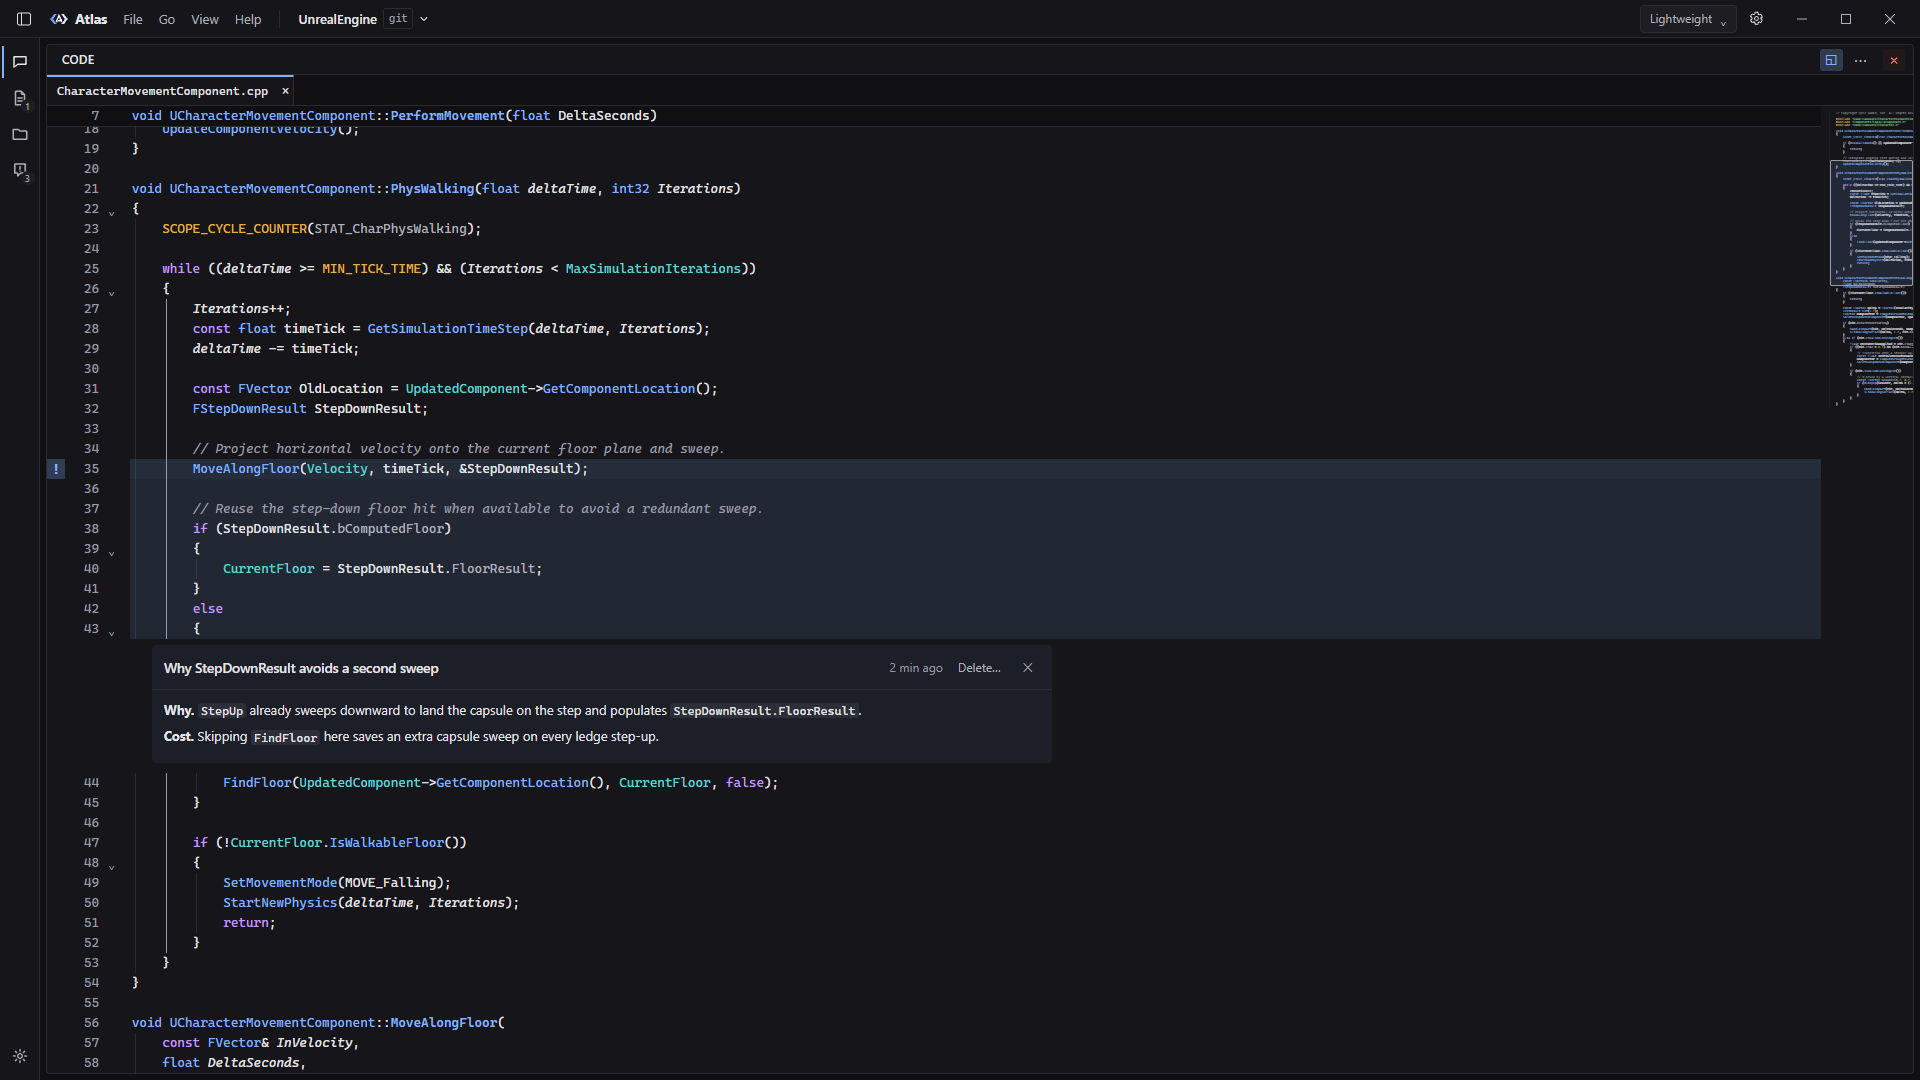 Atlas File Go View Help UnrealEngine git Lightweight
CODE
CharacterMovementComponent.cpp ×
7 void UCharacterMovementComponent::PerformMovement(float DeltaSeconds)
18 UpdateComponentVelocity();
19 }
20
21 void UCharacterMovementComponent::PhysWalking(float deltaTime, int32 Iterations)
22 {
23 SCOPE_CYCLE_COUNTER(STAT_CharPhysWalking);
24
25 while ((deltaTime >= MIN_TICK_TIME) && (Iterations < MaxSimulationIterations))
26 {
27 Iterations++;
28 const float timeTick = GetSimulationTimeStep(deltaTime, Iterations);
29 deltaTime -= timeTick;
30
31 const FVector OldLocation = UpdatedComponent->GetComponentLocation();
32 FStepDownResult StepDownResult;
33
34 // Project horizontal velocity onto the current floor plane and sweep.
! 35 MoveAlongFloor(Velocity, timeTick, &StepDownResult);
36
37 // Reuse the step-down floor hit when available to avoid a redundant sweep.
38 if (StepDownResult.bComputedFloor)
39 {
40 CurrentFloor = StepDownResult.FloorResult;
41 }
42 else
43 {
Why StepDownResult avoids a second sweep 2 min ago Delete...
Why. StepUp already sweeps downward to land the capsule on the step and populates StepDownResult.FloorResult.
Cost. Skipping FindFloor here saves an extra capsule sweep on every ledge step-up.
44 FindFloor(UpdatedComponent->GetComponentLocation(), CurrentFloor, false);
45 }
46
47 if (!CurrentFloor.IsWalkableFloor())
48 {
49 SetMovementMode(MOVE_Falling);
50 StartNewPhysics(deltaTime, Iterations);
51 return;
52 }
53 }
54 }
55
56 void UCharacterMovementComponent::MoveAlongFloor(
57 const FVector& InVelocity,
58 float DeltaSeconds,
1
3